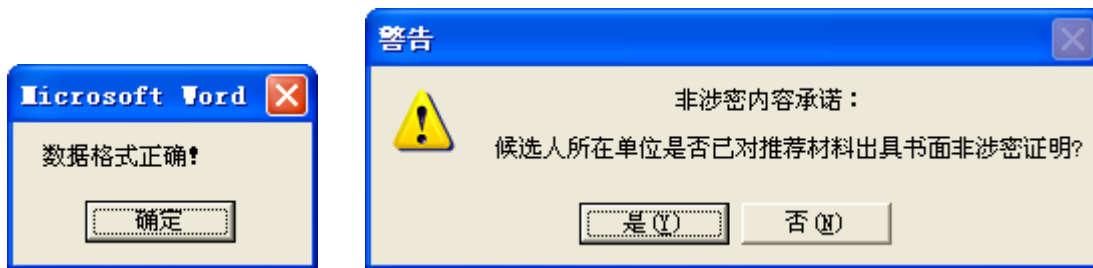 Microsoft Word
数据格式正确!
确定
警告
非涉密内容承诺：
候选人所在单位是否已对推荐材料出具书面非涉密证明?
是(Y)
否(N)